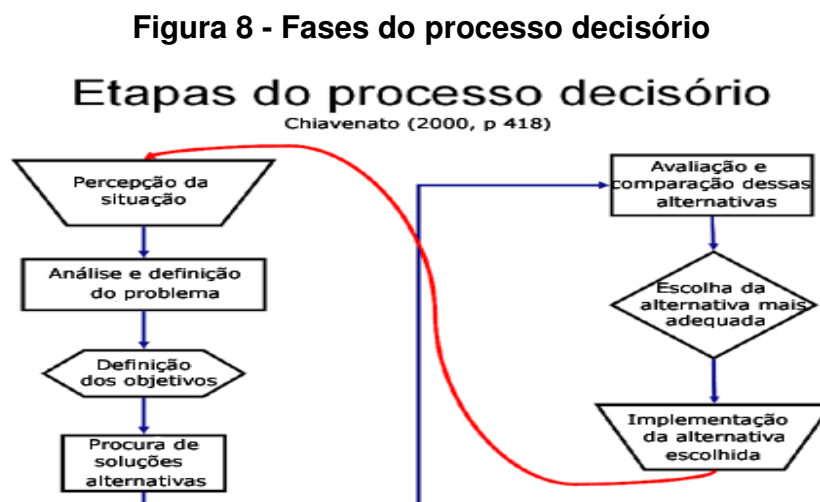 Figura 8 - Fases do processo decisório
Etapas do processo decisório
Chiavenato (2000, p 418)
Percepção da
situação
Análise e definição
do problema
Definição
dos objetivos
Procura de
soluções
alternativas
Avaliação e
comparação dessas
alternativas
Escolha da
alternativa mais
adequada
Implementação
da alternativa
escolhida